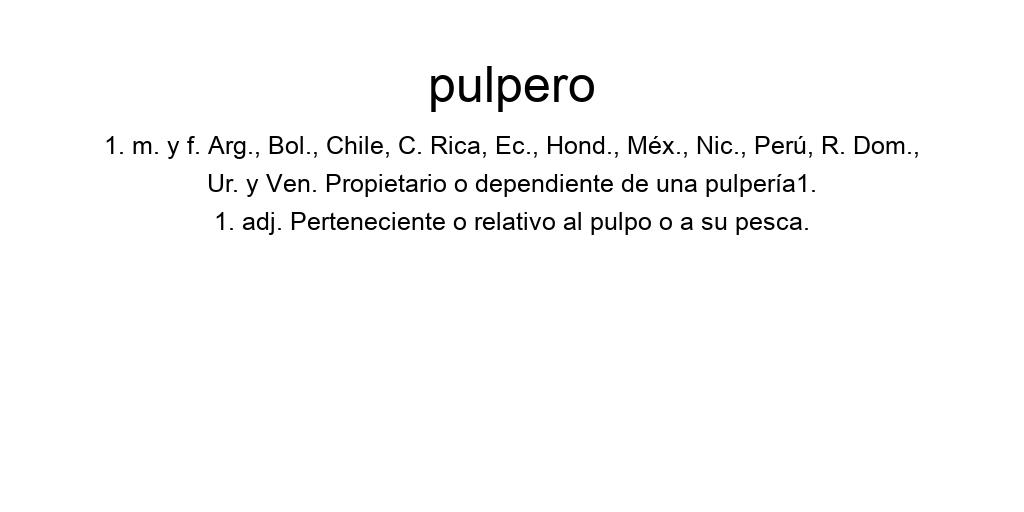 pulpero
1. m. y f. Arg., Bol., Chile, C. Rica, Ec., Hond., Méx., Nic., Perú, R. Dom.,
Ur. y Ven. Propietario o dependiente de una pulpería1.
1. adj. Perteneciente o relativo al pulpo o a su pesca.